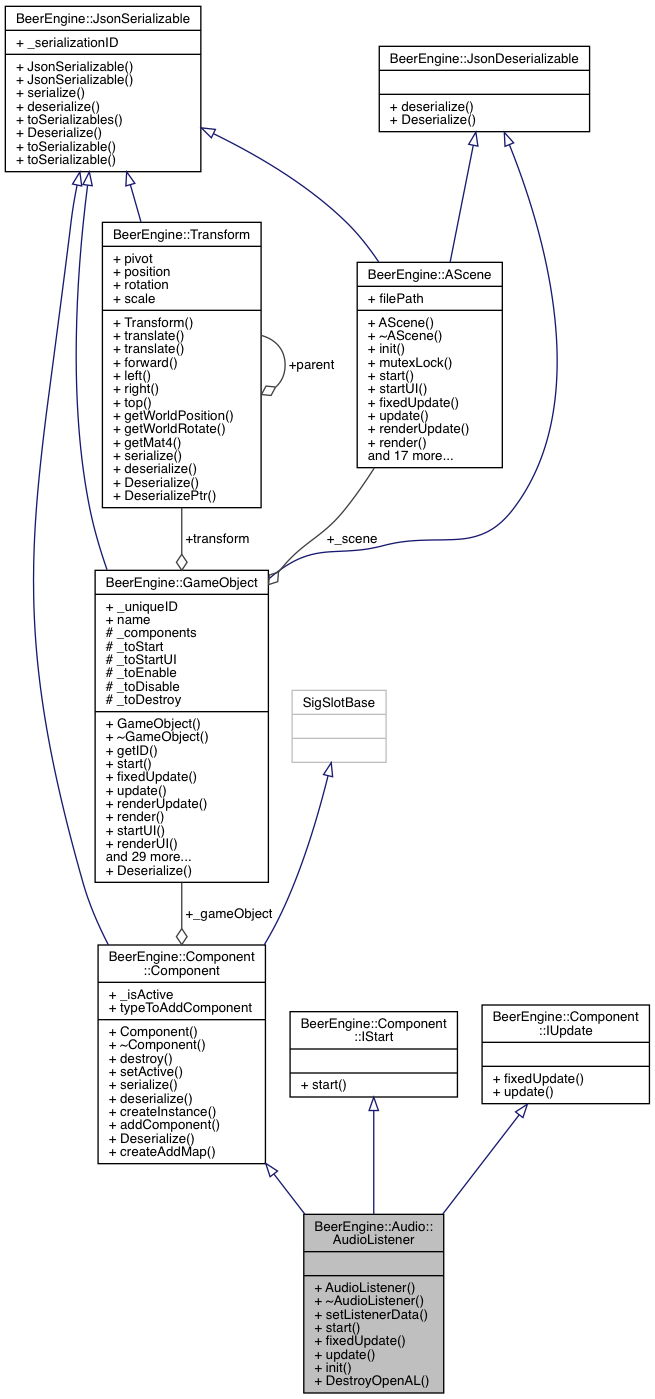 BeerEngine::JsonSerializable
+ _serializationID
+ JsonSerializable()
+ JsonSerializable()
+ serialize()
+ deserialize()
+ toSerializables()
+ Deserialize()
+ toSerializable()
+ toSerializable()
BeerEngine::JsonDeserializable
+ deserialize()
+ Deserialize()
BeerEngine::Transform
+ pivot
+ position
+ rotation
+ scale
+ Transform()
+ translate()
+ translate()
+ forward()
+ left()
+ right()
+ top()
+ getWorldPosition()
+ getWorldRotate()
+ getMat4()
+ serialize()
+ deserialize()
+ Deserialize()
+ DeserializePtr()
+parent
BeerEngine::AScene
+ filePath
+ AScene()
+ ~AScene()
+ init()
+ mutexLock()
+ start()
+ startUI()
+ fixedUpdate()
+ update()
+ renderUpdate()
+ render()
and 17 more...
+transform
+_scene
BeerEngine::GameObject
+ _uniqueID
+ name
# _components
# _toStart
# _toStartUI
# _toEnable
# _toDisable
# _toDestroy
+ GameObject()
+ ~GameObject()
+ getID()
+ start()
+ fixedUpdate()
+ update()
+ renderUpdate()
+ render()
+ startUI()
+ renderUI()
and 29 more...
+ Deserialize()
SigSlotBase
+_gameObject
BeerEngine::Component
::Component
+ _isActive
+ typeToAddComponent
+ Component()
+ ~Component()
+ destroy()
+ setActive()
+ serialize()
+ deserialize()
+ createInstance()
+ addComponent()
+ Deserialize()
+ createAddMap()
BeerEngine::Component
::IStart
+ start()
BeerEngine::Component
::IUpdate
+ fixedUpdate()
+ update()
BeerEngine::Audio::
AudioListener
+ AudioListener()
+ ~AudioListener()
+ setListenerData()
+ start()
+ fixedUpdate()
+ update()
+ init()
+ DestroyOpenAL()